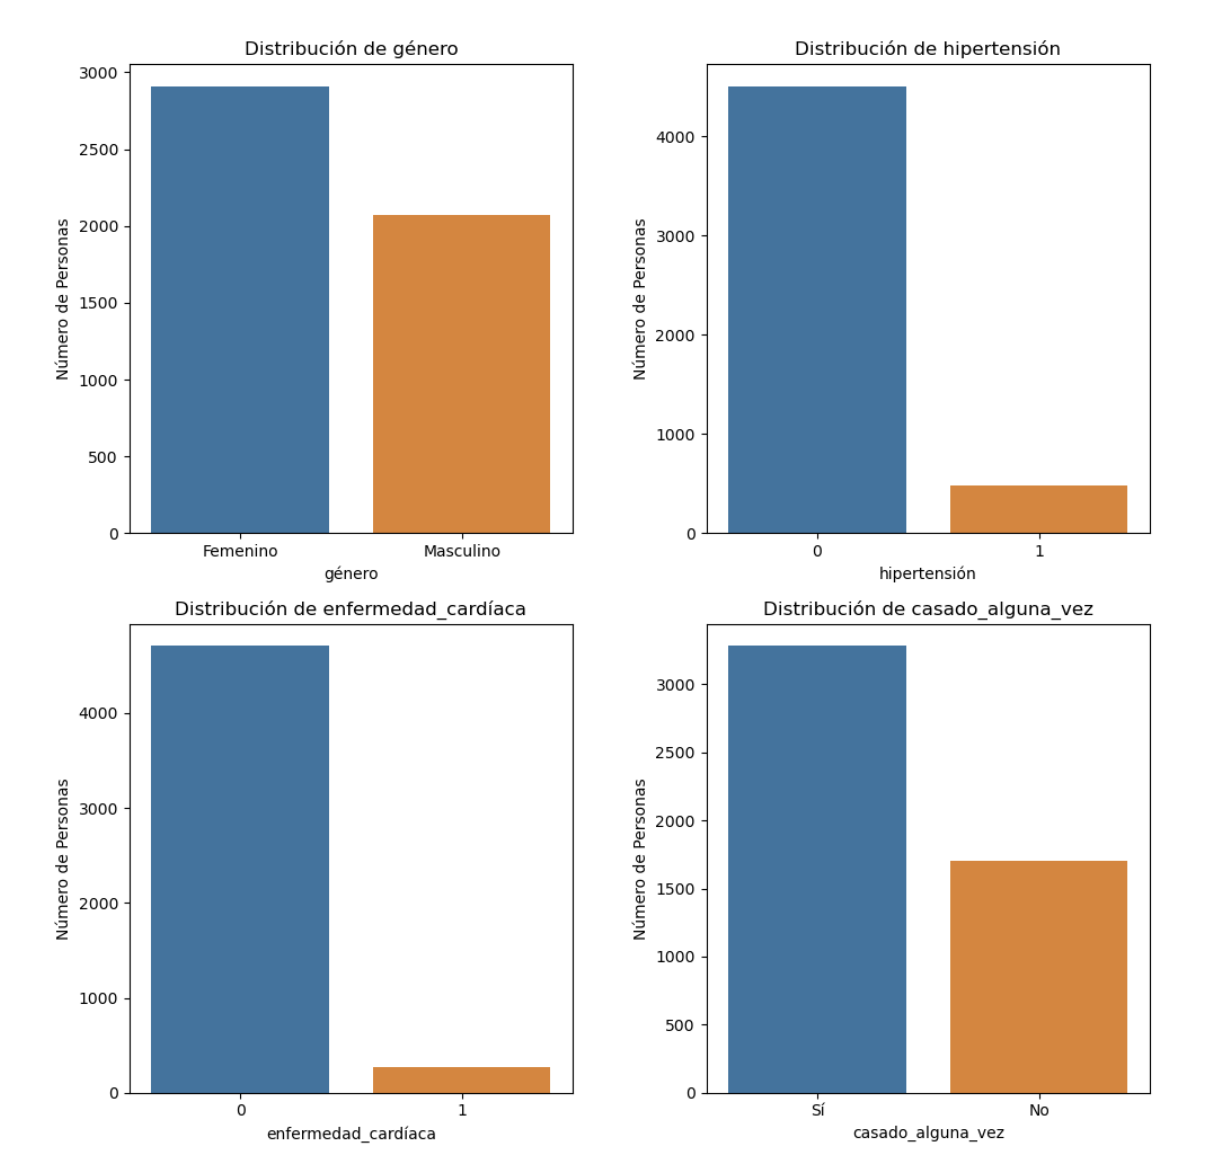 Distribución de género
3000
2500
2000
1500
1000
500
0
Número de Personas
Femenino Masculino
género
Distribución de hipertensión
4000
3000
2000
1000
0
Número de Personas
0 1
hipertensión
Distribución de enfermedad_cardíaca
4000
3000
2000
1000
0
Número de Personas
0 1
enfermedad_cardíaca
Distribución de casado_alguna_vez
3000
2500
2000
1500
1000
500
0
Número de Personas
Sí No
casado_alguna_vez